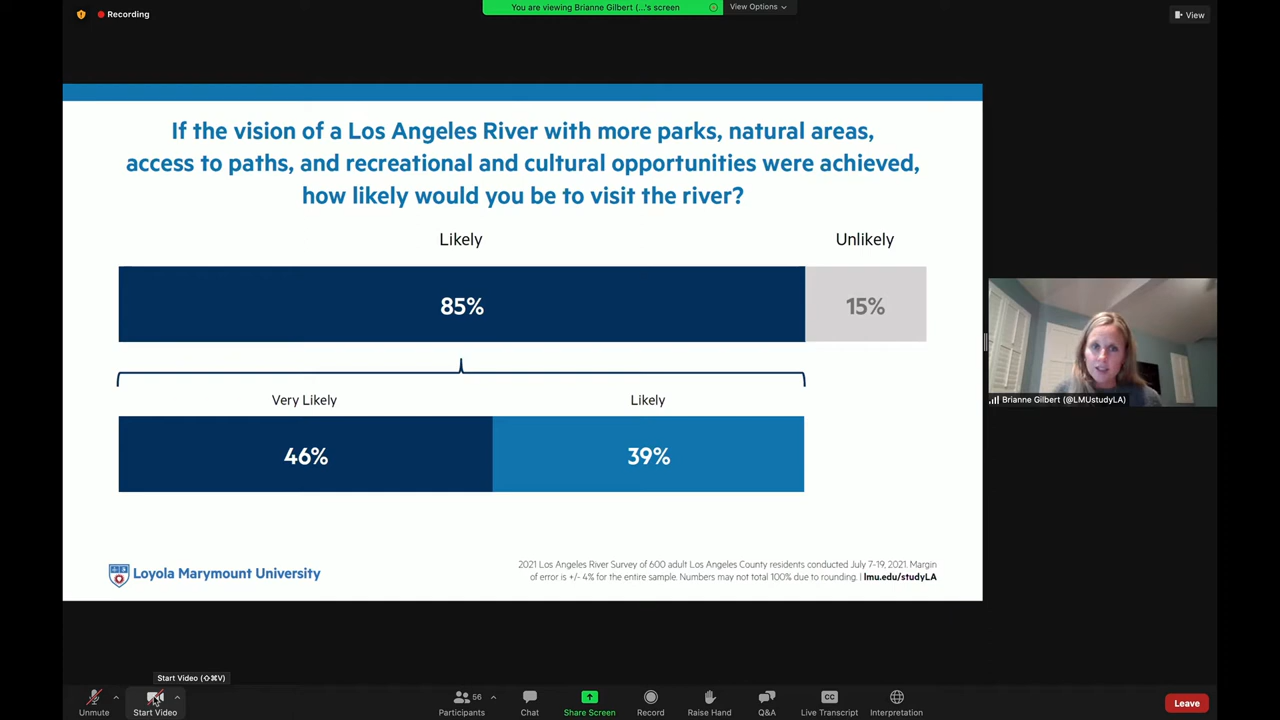 Recording
You are viewing Brianne Gilbert (...'s screen
View Options
View
If the vision of a Los Angeles River with more parks, natural areas,
access to paths, and recreational and cultural opportunities were achieved,
how likely would you be to visit the river?
Likely
Unlikely
85%
15%
Very Likely
Likely
46%
39%
Brianne Gilbert (@LMUstudyLA)
Loyola Marymount University
2021 Los Angeles River Survey of 600 adult Los Angeles County residents conducted July 7-19, 2021. Margin
of error is +/- 4% for the entire sample. Numbers may not total 100% due to rounding. | lmu.edu/studyLA
Start Video (⇧⌘V)
Unmute
Start Video
56
Participants
Chat
Share Screen
Record
Raise Hand
Q&A
CC
Live Transcript
Interpretation
Leave